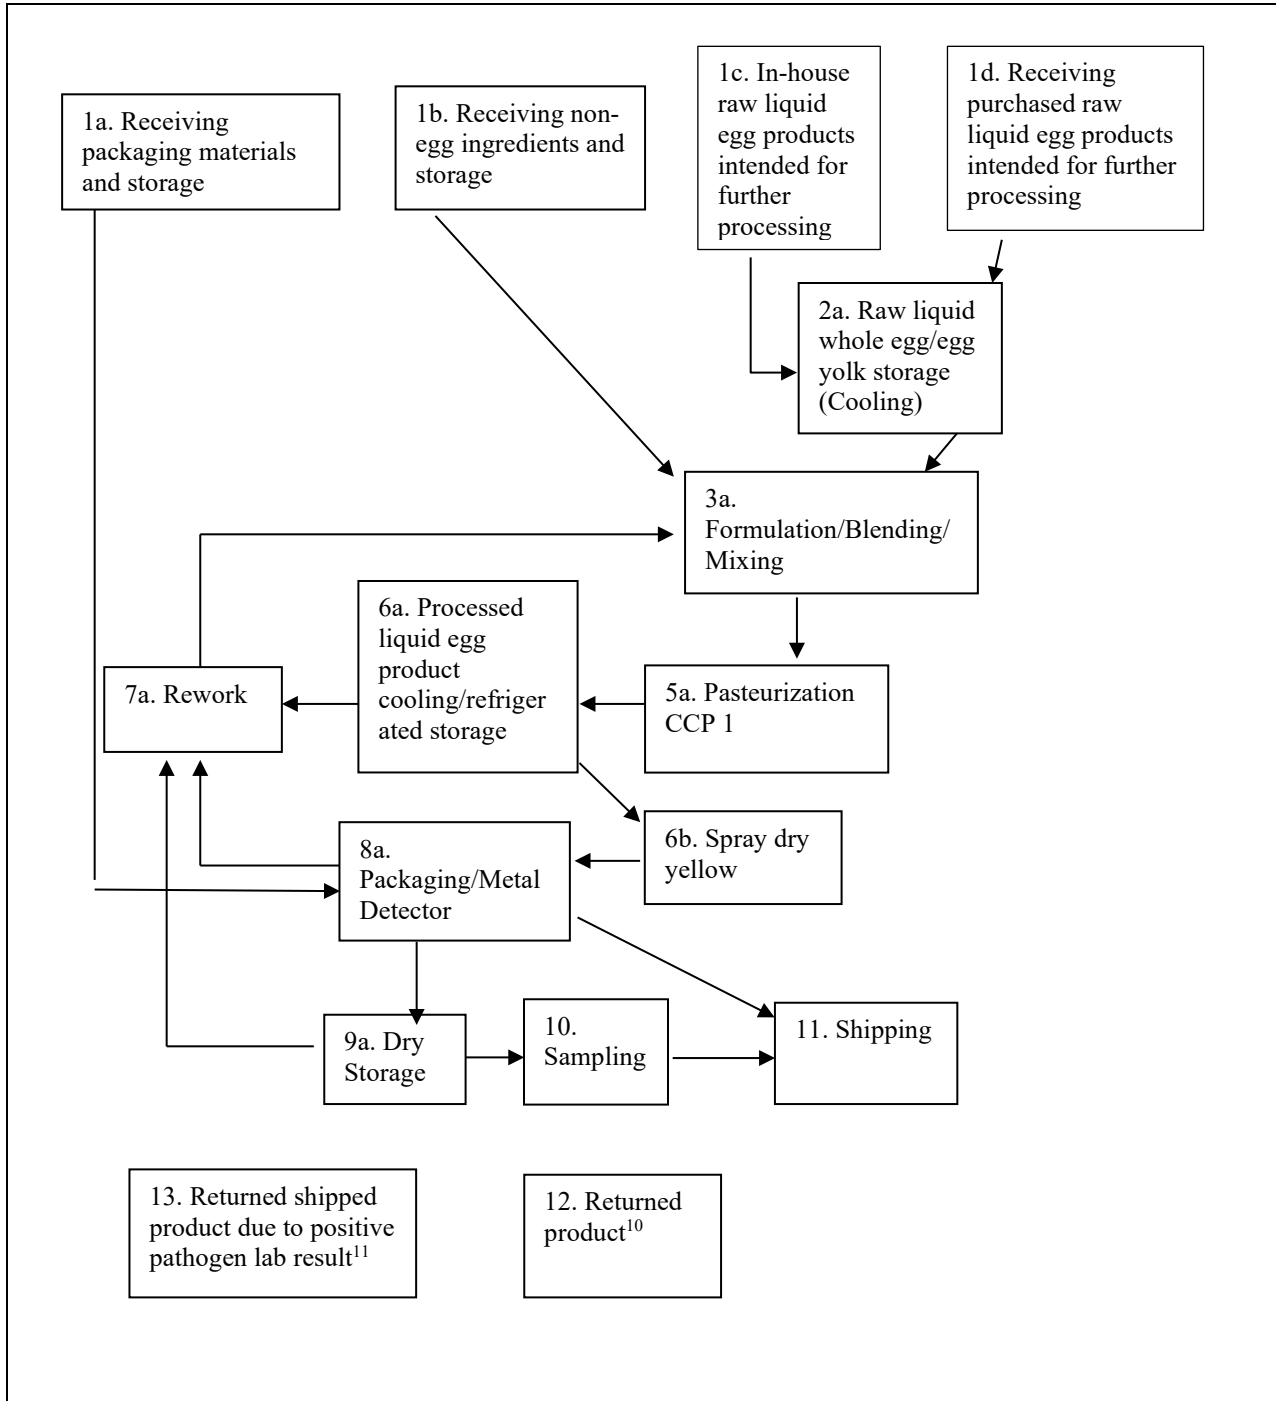 1a. Receiving
packaging materials
and storage
1b. Receiving non-
egg ingredients and
storage
1c. In-house
raw liquid
egg products
intended for
further
processing
1d. Receiving
purchased raw
liquid egg products
intended for further
processing
2a. Raw liquid
whole egg/egg
yolk storage
(Cooling)
3a.
Formulation/Blending/
Mixing
6a. Processed
liquid egg
product
cooling/refriger
ated storage
7a. Rework
5a. Pasteurization
CCP 1
8a.
Packaging/Metal
Detector
6b. Spray dry
yellow
9a. Dry
Storage
10.
Sampling
11. Shipping
13. Returned shipped
product due to positive
pathogen lab result11
12. Returned
product10